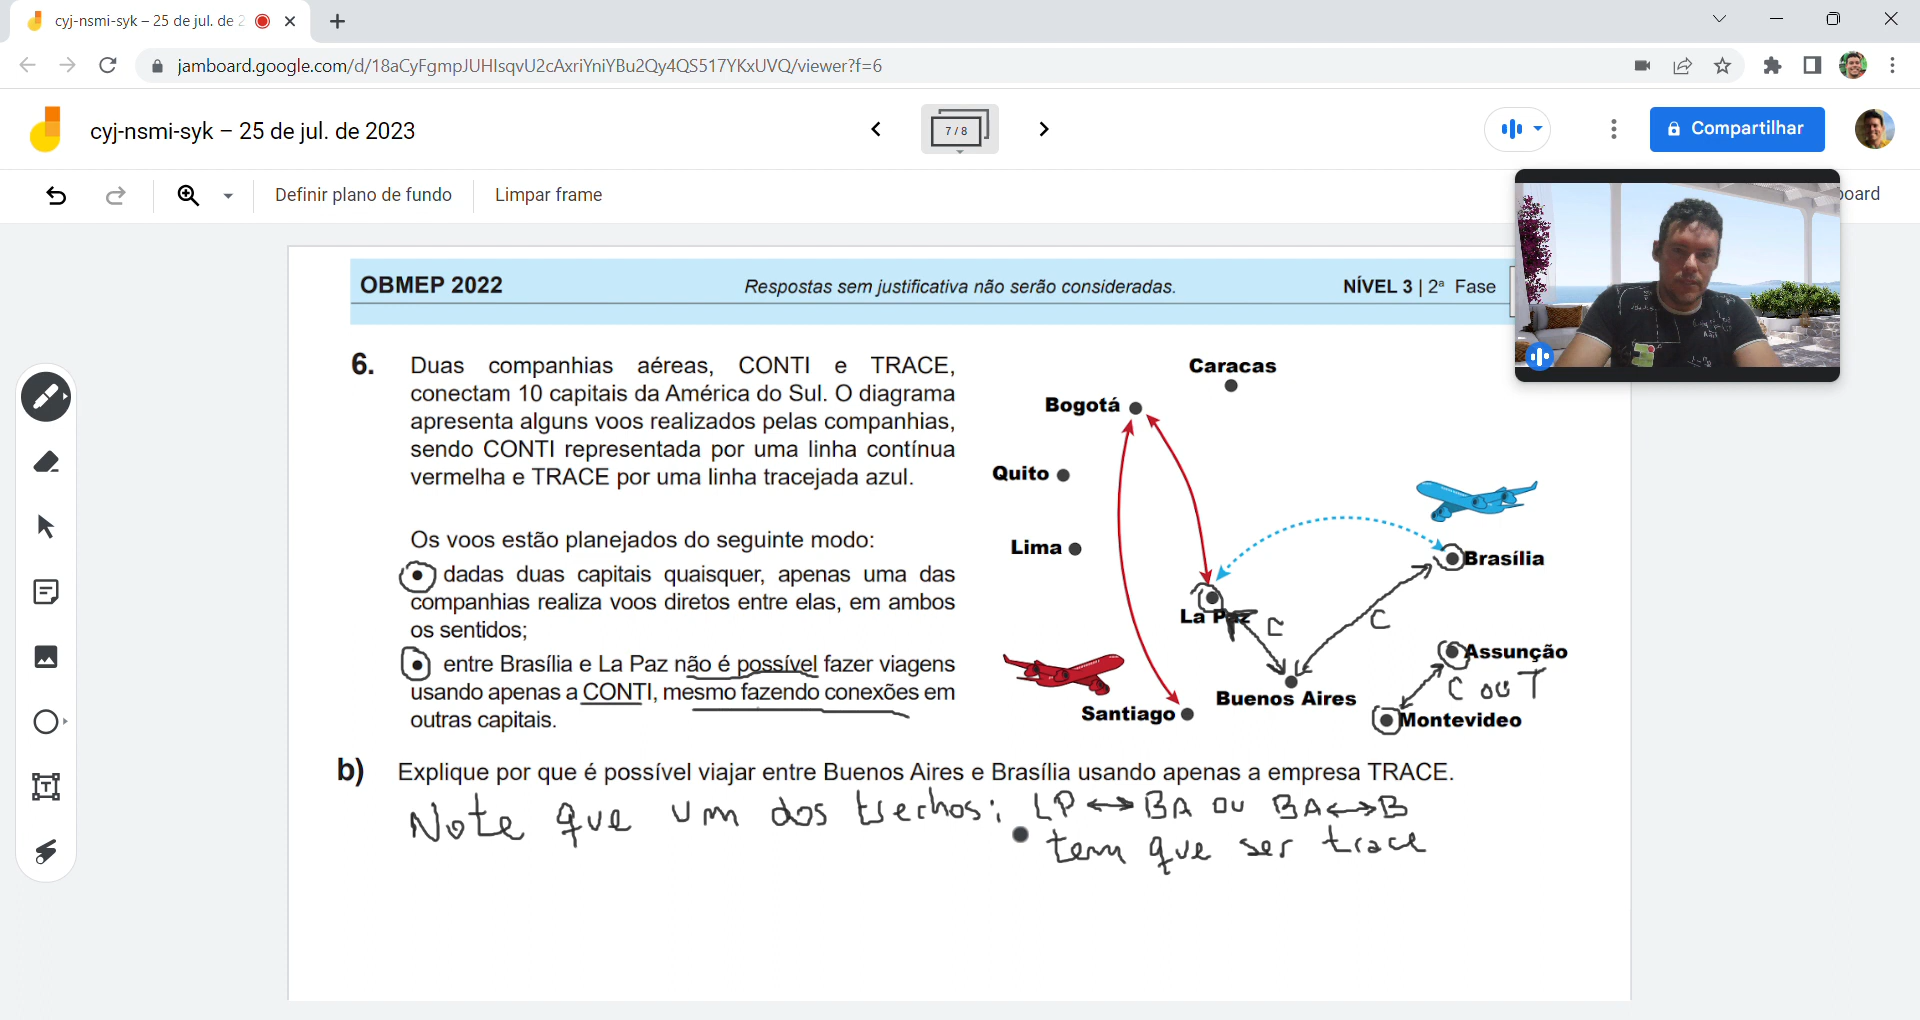 cyj-nsmi-syk – 25 de jul. de 2
jamboard.google.com/d/18aCyFgmpJUHIsqvU2cAxriYniYBu2Qy4QS517YKxUVQ/viewer?f=6
cyj-nsmi-syk – 25 de jul. de 2023
7 / 8
Compartilhar
Definir plano de fundo
Limpar frame
board
OBMEP 2022
Respostas sem justificativa não serão consideradas.
NÍVEL 3 | 2ª Fase
6. Duas companhias aéreas, CONTI e TRACE,
conectam 10 capitais da América do Sul. O diagrama
apresenta alguns voos realizados pelas companhias,
sendo CONTI representada por uma linha contínua
vermelha e TRACE por uma linha tracejada azul.
Os voos estão planejados do seguinte modo:
• dadas duas capitais quaisquer, apenas uma das
companhias realiza voos diretos entre elas, em ambos
os sentidos;
• entre Brasília e La Paz não é possível fazer viagens
usando apenas a CONTI, mesmo fazendo conexões em
outras capitais.
Caracas
Bogotá
Quito
Lima
Brasília
La Paz
C
C
Assunção
C ou T
Buenos Aires
Santiago
Montevideo
b) Explique por que é possível viajar entre Buenos Aires e Brasília usando apenas a empresa TRACE.
Note que um dos trechos: LP ↔ BA ou BA ↔ B
tem que ser trace